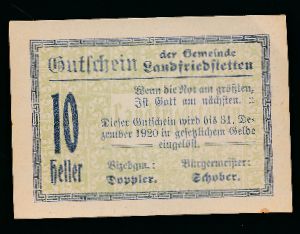 Gutschein der Gemeinde
Landfriedstetten
10
Heller
Wenn die Not am größten,
Ist Gott am nächsten.
Dieser Gutschein wird bis 31. De-
zember 1920 in gesetzlichem Gelde
eingelöst.
Vizebgm.: Bürgermeister:
Doppler. Schober.